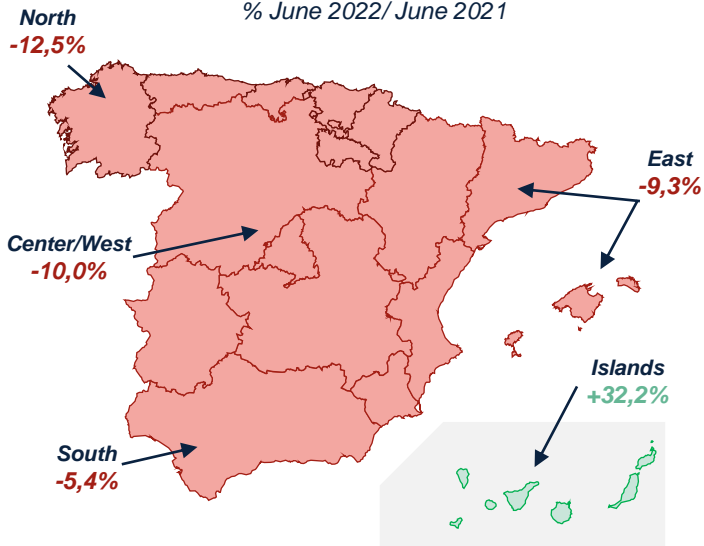 % June 2022/ June 2021
North
-12,5%
East
-9,3%
Center/West
-10,0%
Islands
+32,2%
South
-5,4%